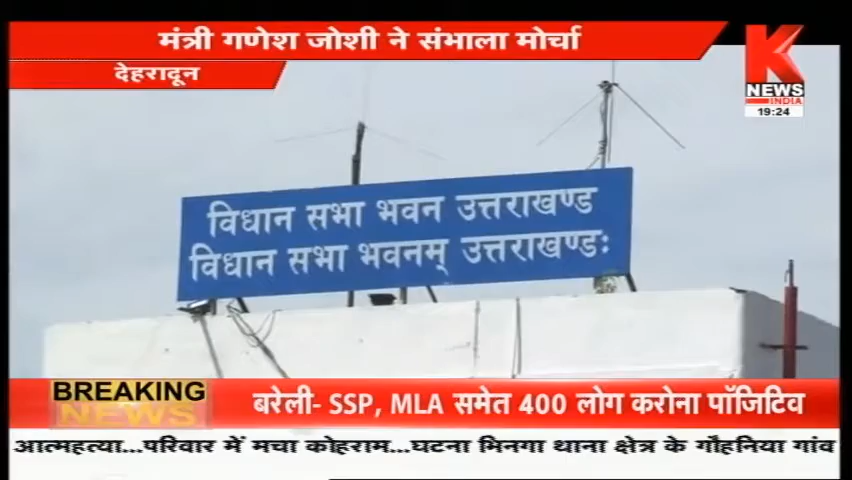 मंत्री गणेश जोशी ने संभाला मोर्चा
देहरादून
K
NEWS
INDIA
19:24
विधान सभा भवन उत्तराखण्ड
विधान सभा भवनम् उत्तराखण्डः
BREAKING
NEWS
बरेली- SSP, MLA समेत 400 लोग करोना पॉजिटिव
आत्महत्या...परिवार में मचा कोहराम...घटना भिनगा थाना क्षेत्र के गौहनिया गांव